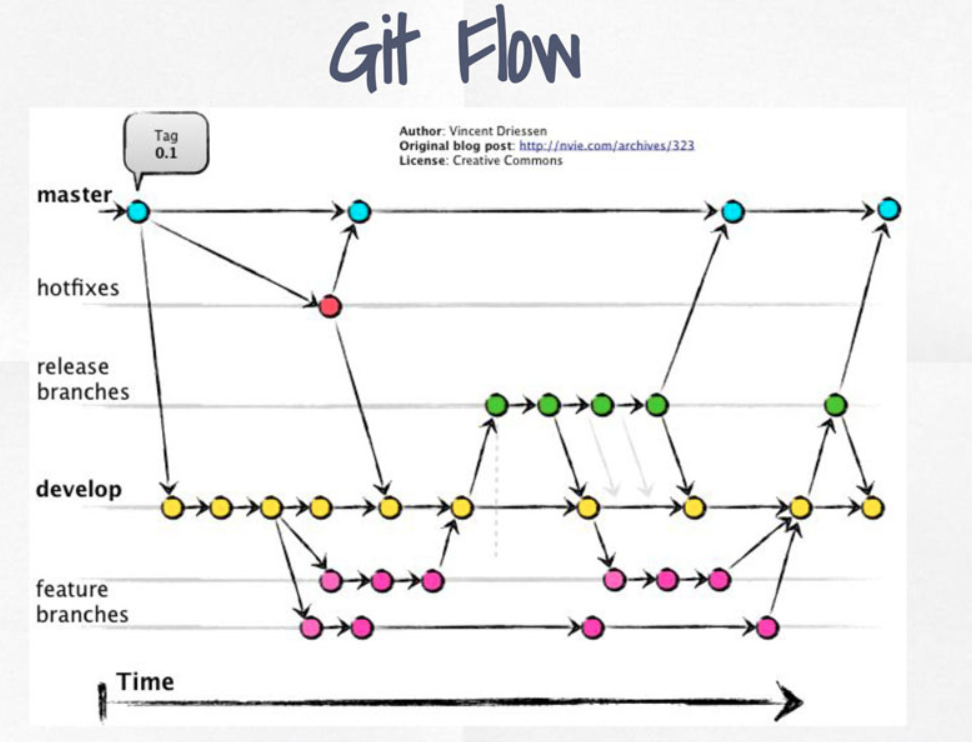 Git Flow
Tag
0.1
Author: Vincent Driessen
Original blog post: http://nvie.com/archives/323
License: Creative Commons
master
hotfixes
release
branches
develop
feature
branches
Time